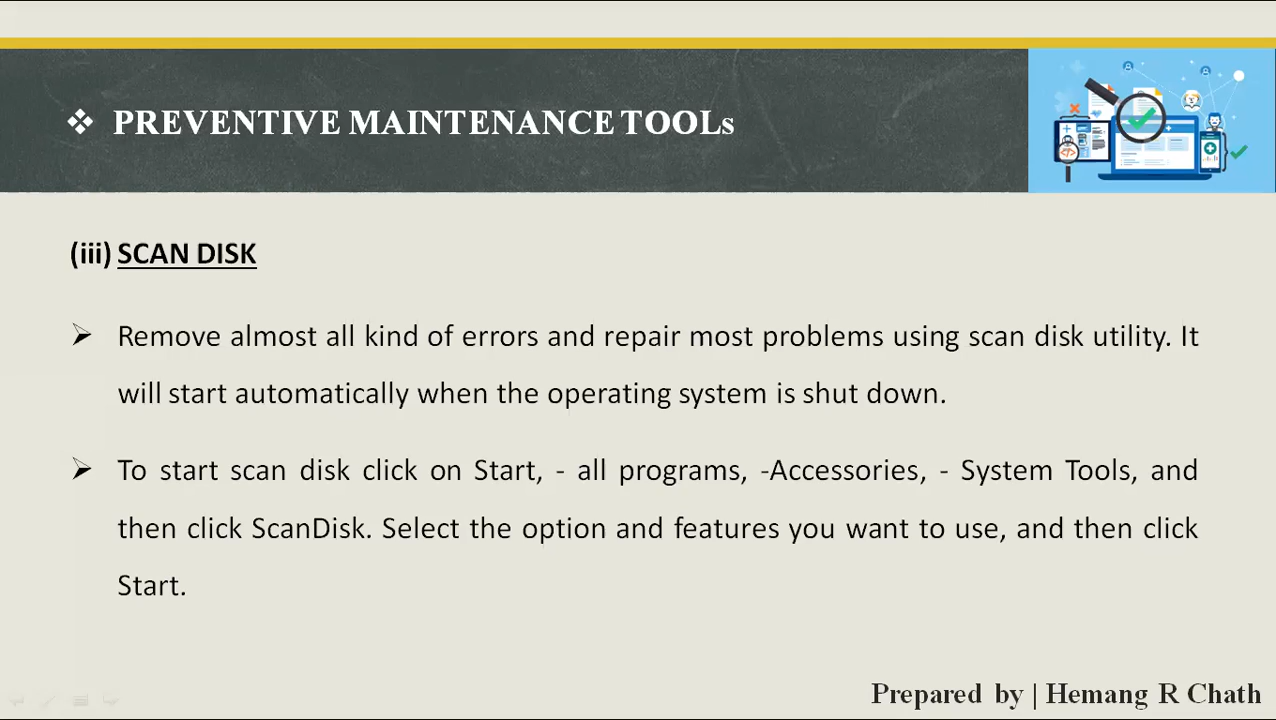 ❖ PREVENTIVE MAINTENANCE TOOLs
(iii) SCAN DISK
➢ Remove almost all kind of errors and repair most problems using scan disk utility. It
will start automatically when the operating system is shut down.
➢ To start scan disk click on Start, - all programs, -Accessories, - System Tools, and
then click ScanDisk. Select the option and features you want to use, and then click
Start.
Prepared by | Hemang R Chath